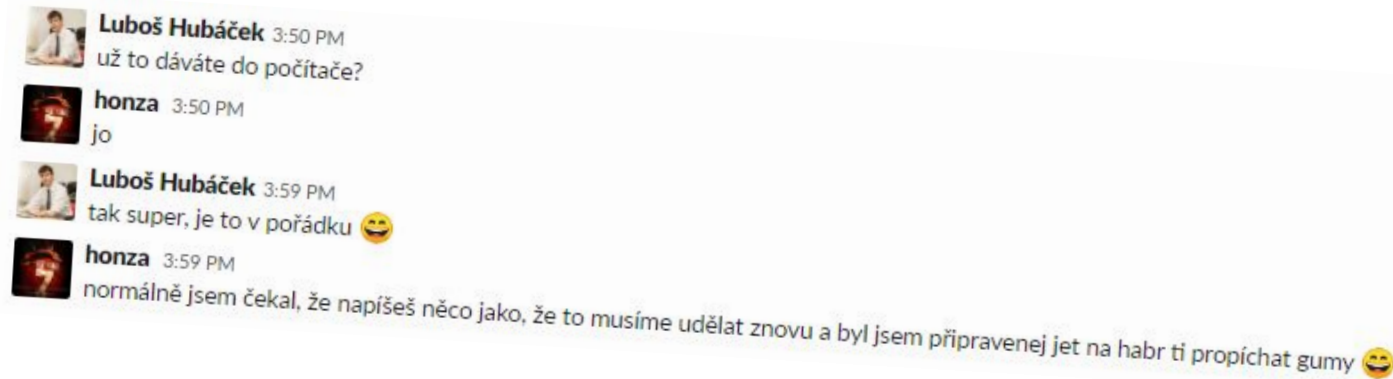 Luboš Hubáček 3:50 PM
už to dáváte do počítače?
honza 3:50 PM
jo
Luboš Hubáček 3:59 PM
tak super, je to v pořádku 😄
honza 3:59 PM
normálně jsem čekal, že napíšeš něco jako, že to musíme udělat znovu a byl jsem připravenej jet na habr ti propíchat gumy 😄